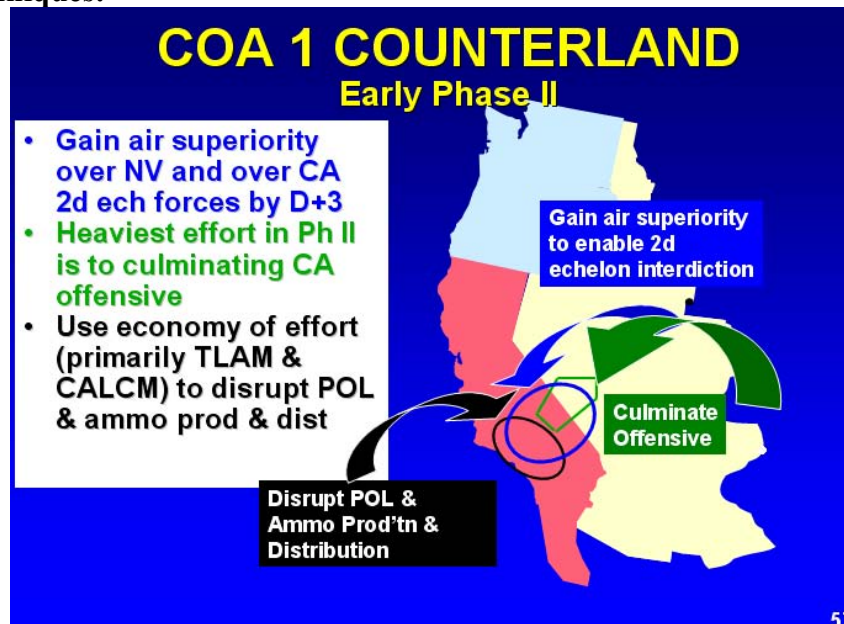 niques.
COA 1 COUNTERLAND
Early Phase II
• Gain air superiority
over NV and over CA
2d ech forces by D+3
• Heaviest effort in Ph II
is to culminating CA
offensive
• Use economy of effort
(primarily TLAM &
CALCM) to disrupt POL
& ammo prod & dist
Gain air superiority
to enable 2d
echelon interdiction
Culminate
Offensive
Disrupt POL &
Ammo Prod'tn &
Distribution